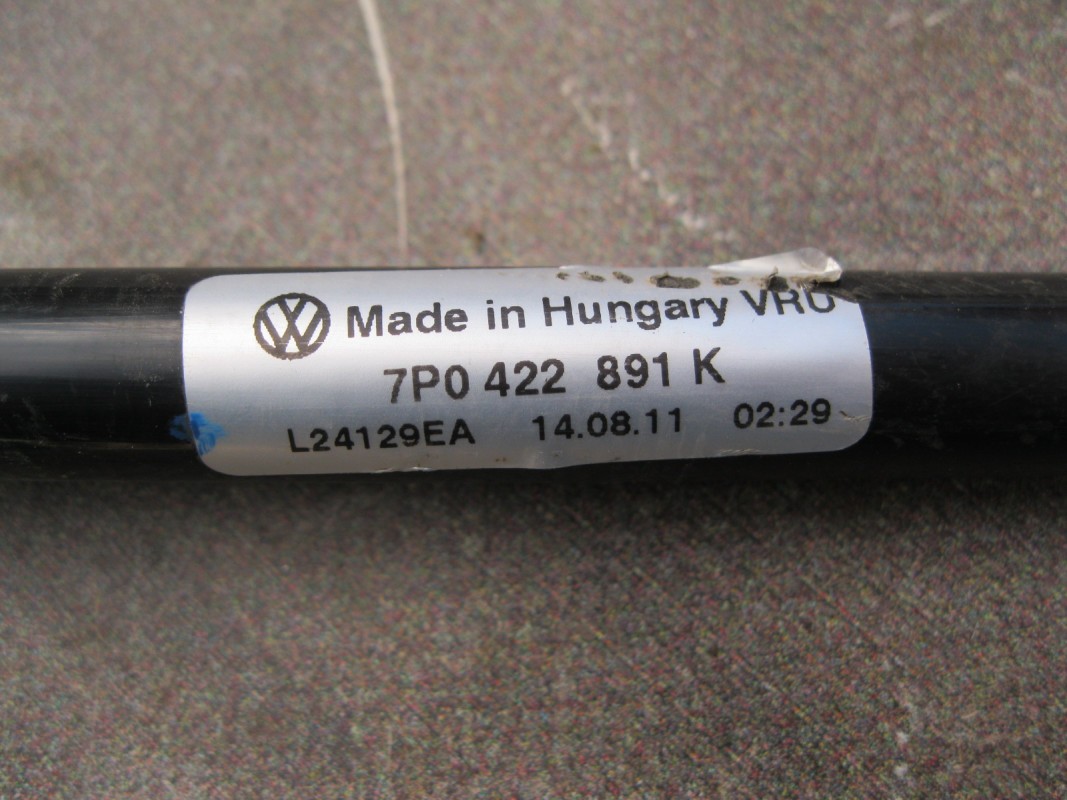 Made in Hungary VRU
7P0 422 891 K
L24129EA 14.08.11 02:29